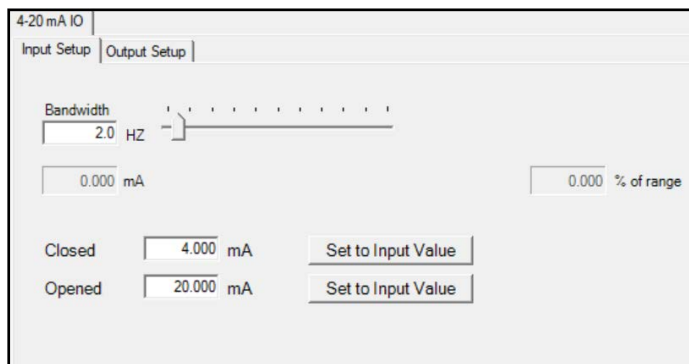 4-20 mA IO
Input Setup Output Setup
Bandwidth
2.0 HZ
0.000 mA 0.000 % of range
Closed 4.000 mA Set to Input Value
Opened 20.000 mA Set to Input Value